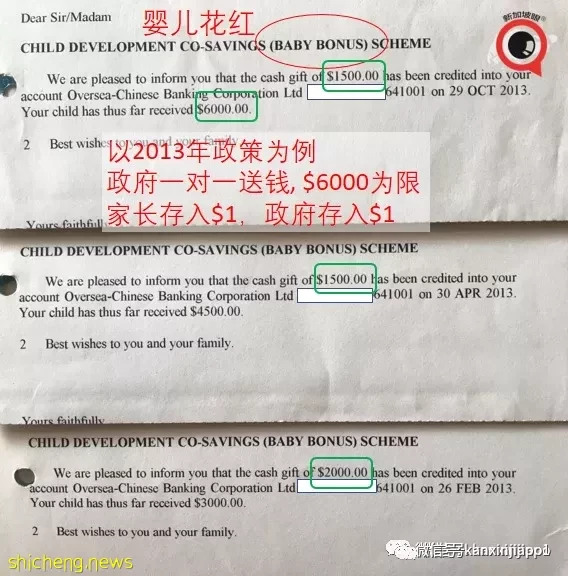 Dear Sir/Madam
婴儿花红
新加坡眼®
CHILD DEVELOPMENT CO-SAVINGS (BABY BONUS) SCHEME
We are pleased to inform you that the cash gift of $1500.00 has been credited into your
account Oversea-Chinese Banking Corporation Ltd 641001 on 29 OCT 2013.
Your child has thus far received $6000.00.
2 Best wishes to you and your family.
以2013年政策为例
政府一对一送钱, $6000为限
家长存入$1, 政府存入$1
Yours faithfully
CHILD DEVELOPMENT CO-SAVINGS (BABY BONUS) SCHEME
We are pleased to inform you that the cash gift of $1500.00 has been credited into your
account Oversea-Chinese Banking Corporation Ltd 641001 on 30 APR 2013.
Your child has thus far received $4500.00.
2 Best wishes to you and your family.
Yours faithfully
CHILD DEVELOPMENT CO-SAVINGS (BABY BONUS) SCHEME
We are pleased to inform you that the cash gift of $2000.00 has been credited into your
account Oversea-Chinese Banking Corporation Ltd 641001 on 26 FEB 2013.
Your child has thus far received $3000.00.
2 Best wishes to you and your family.
shicheng.news
微信号: kanxinjiapo1